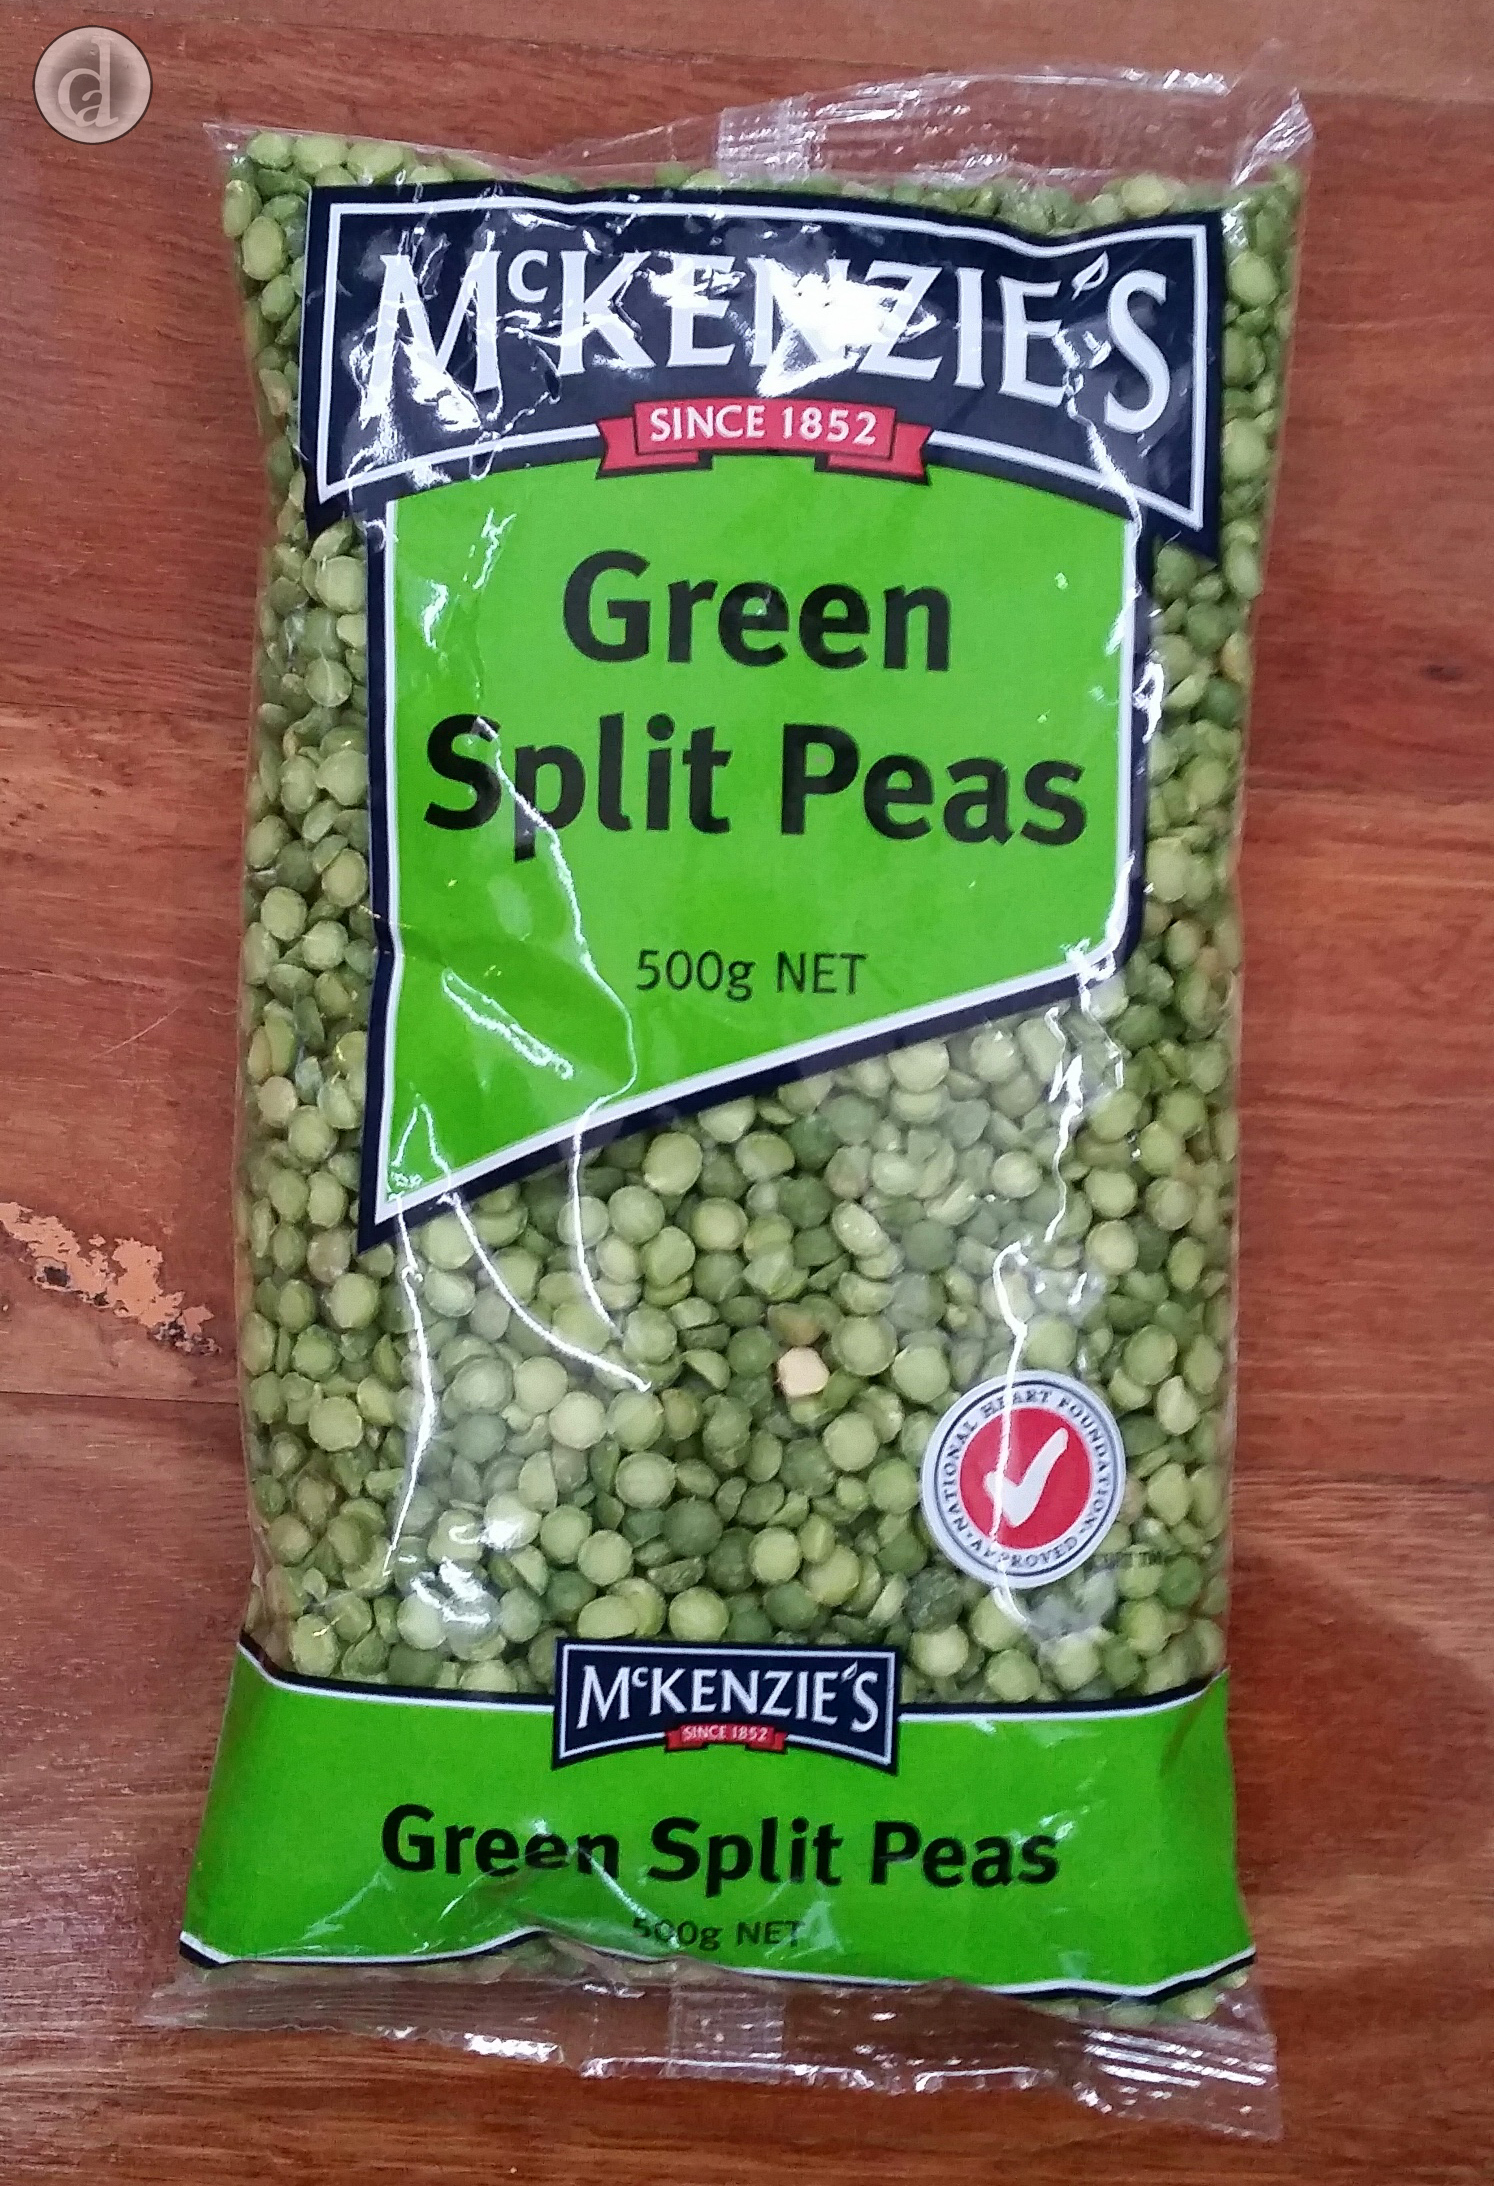 McKENZIE'S
SINCE 1852
Green
Split Peas
500g NET
NATIONAL HEART FOUNDATION
APPROVED
McKENZIE'S
SINCE 1852
Green Split Peas
500g NET